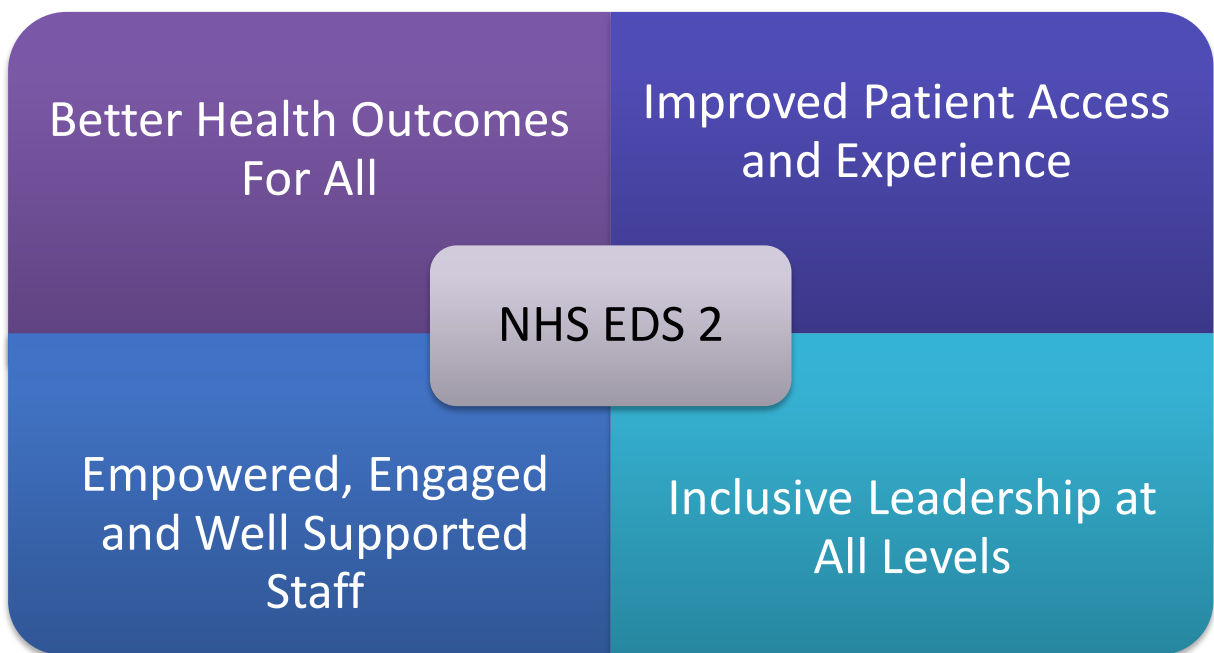 Better Health Outcomes
For All
Improved Patient Access
and Experience
NHS EDS 2
Empowered, Engaged
and Well Supported
Staff
Inclusive Leadership at
All Levels